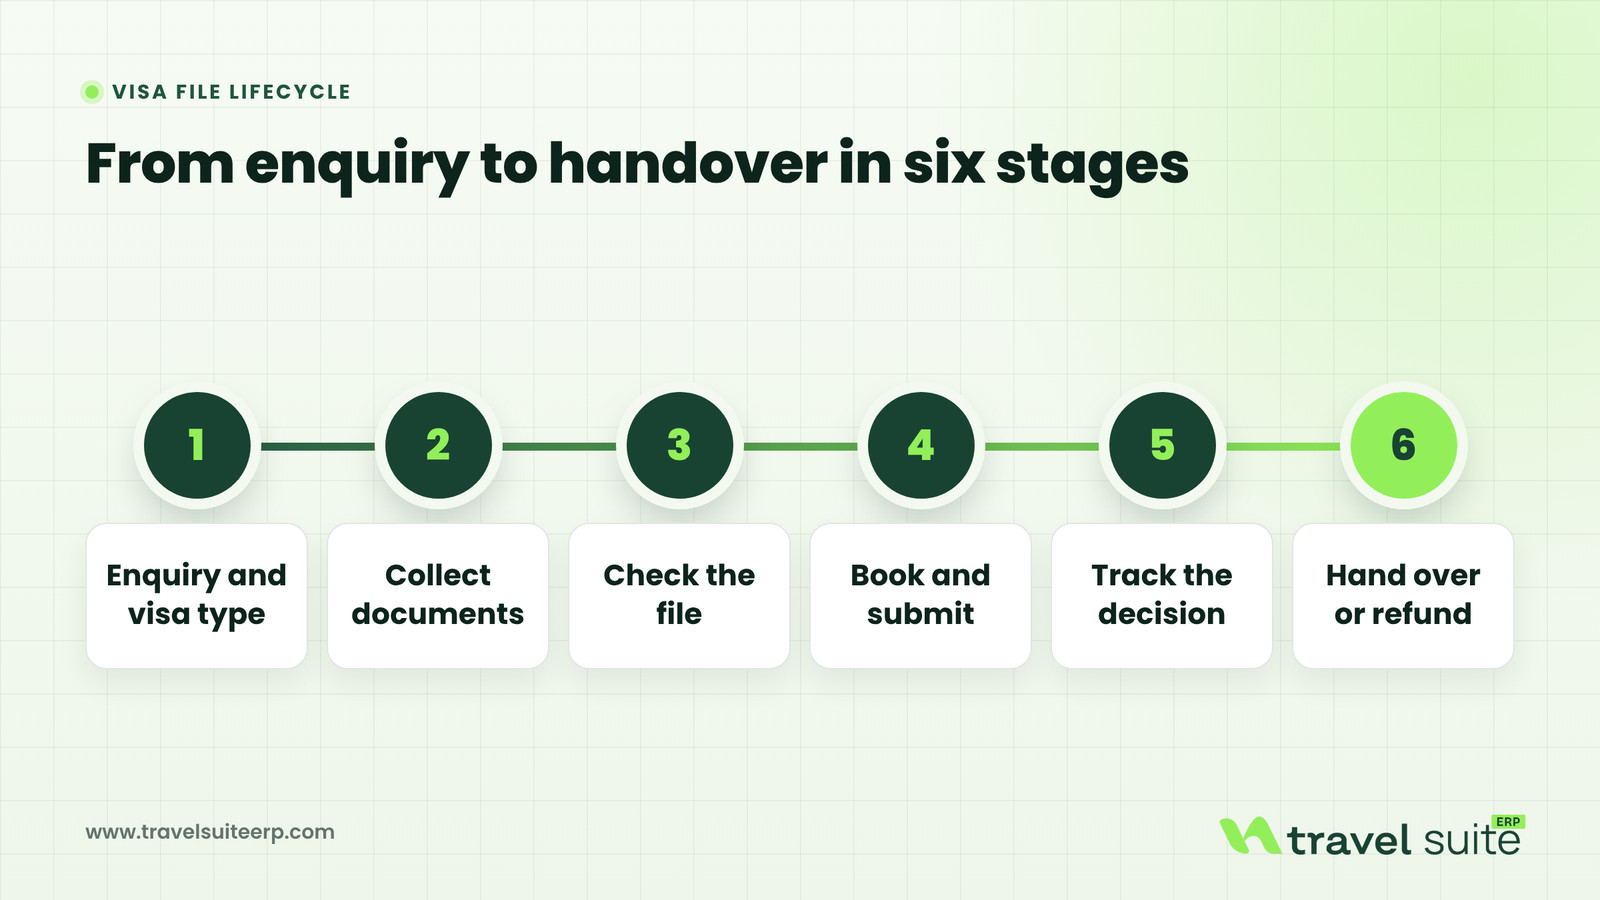 VISA FILE LIFECYCLE
From enquiry to handover in six stages
1
2
3
4
5
6
Enquiry and
visa type
Collect
documents
Check the
file
Book and
submit
Track the
decision
Hand over
or refund
www.travelsuiteerp.com
travel suite ERP